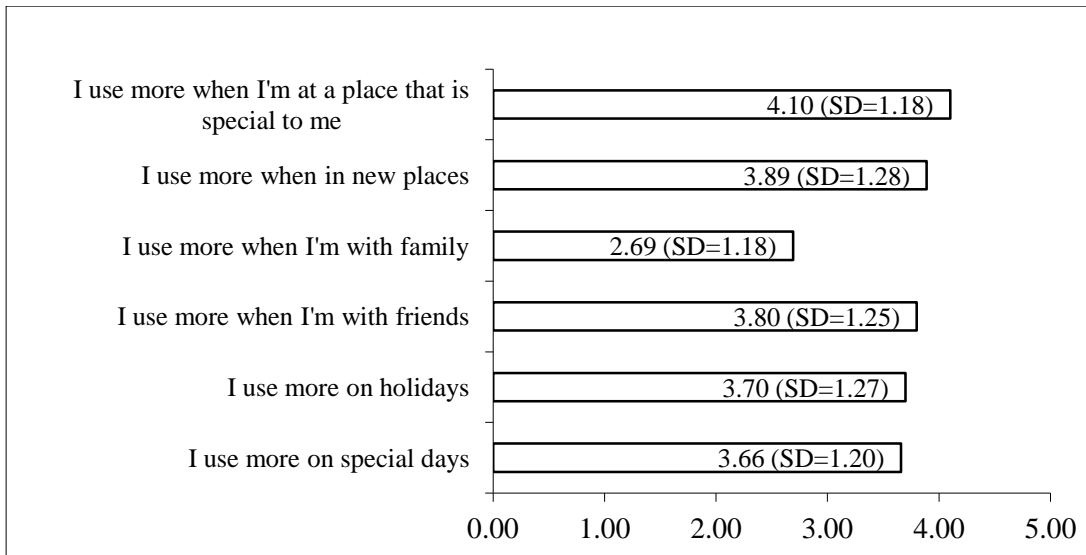 I use more when I'm at a place that is
special to me
4.10 (SD=1.18)
I use more when in new places
3.89 (SD=1.28)
I use more when I'm with family
2.69 (SD=1.18)
I use more when I'm with friends
3.80 (SD=1.25)
I use more on holidays
3.70 (SD=1.27)
I use more on special days
3.66 (SD=1.20)
0.00 1.00 2.00 3.00 4.00 5.00